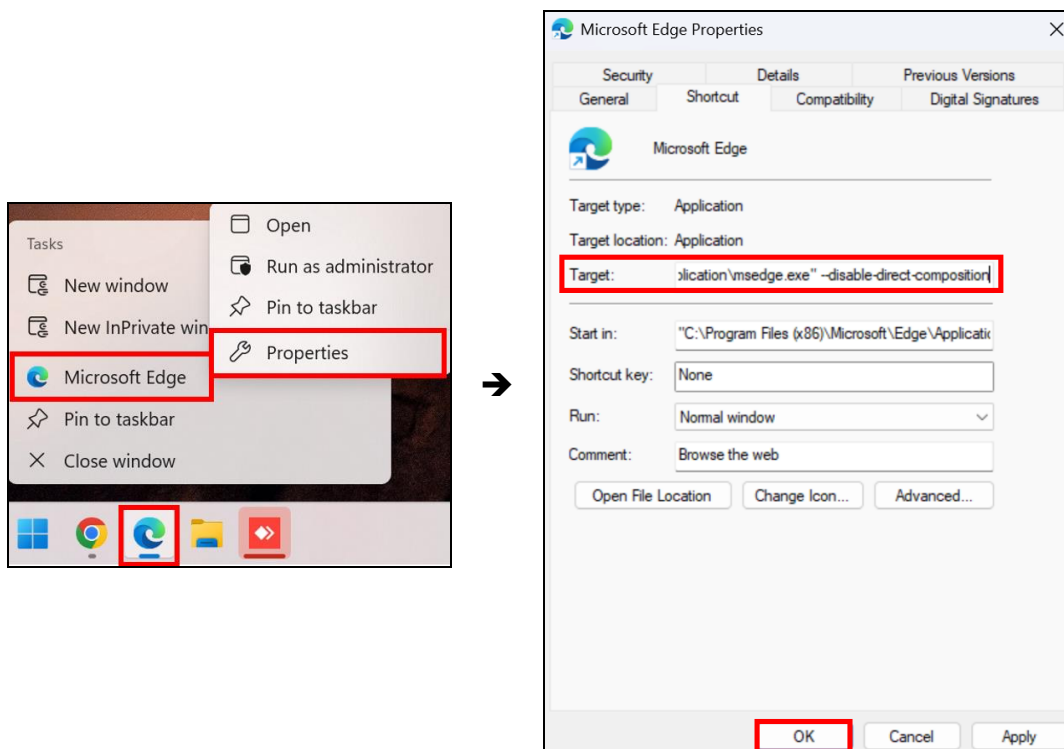 Tasks
New window
New InPrivate win
Microsoft Edge
Pin to taskbar
Close window
Open
Run as administrator
Pin to taskbar
Properties
Microsoft Edge Properties
Security Details Previous Versions
General Shortcut Compatibility Digital Signatures
Microsoft Edge
Target type: Application
Target location: Application
Target: plication\msedge.exe" --disable-direct-composition
Start in: "C:\Program Files (x86)\Microsoft\Edge\Applicatic
Shortcut key: None
Run: Normal window
Comment: Browse the web
Open File Location Change Icon... Advanced...
OK Cancel Apply